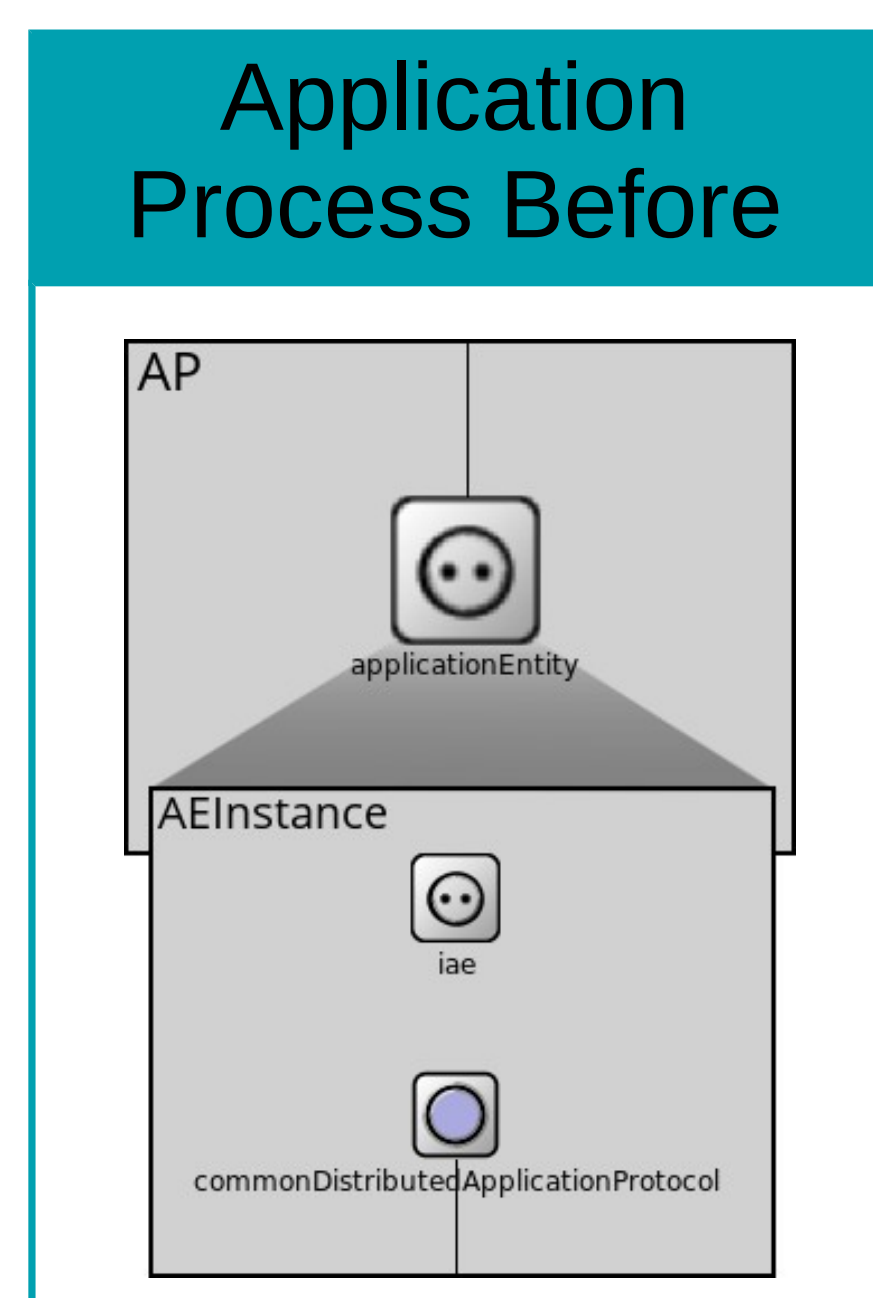 Application
Process Before
AP
applicationEntity
AEInstance
iae
commonDistributedApplicationProtocol